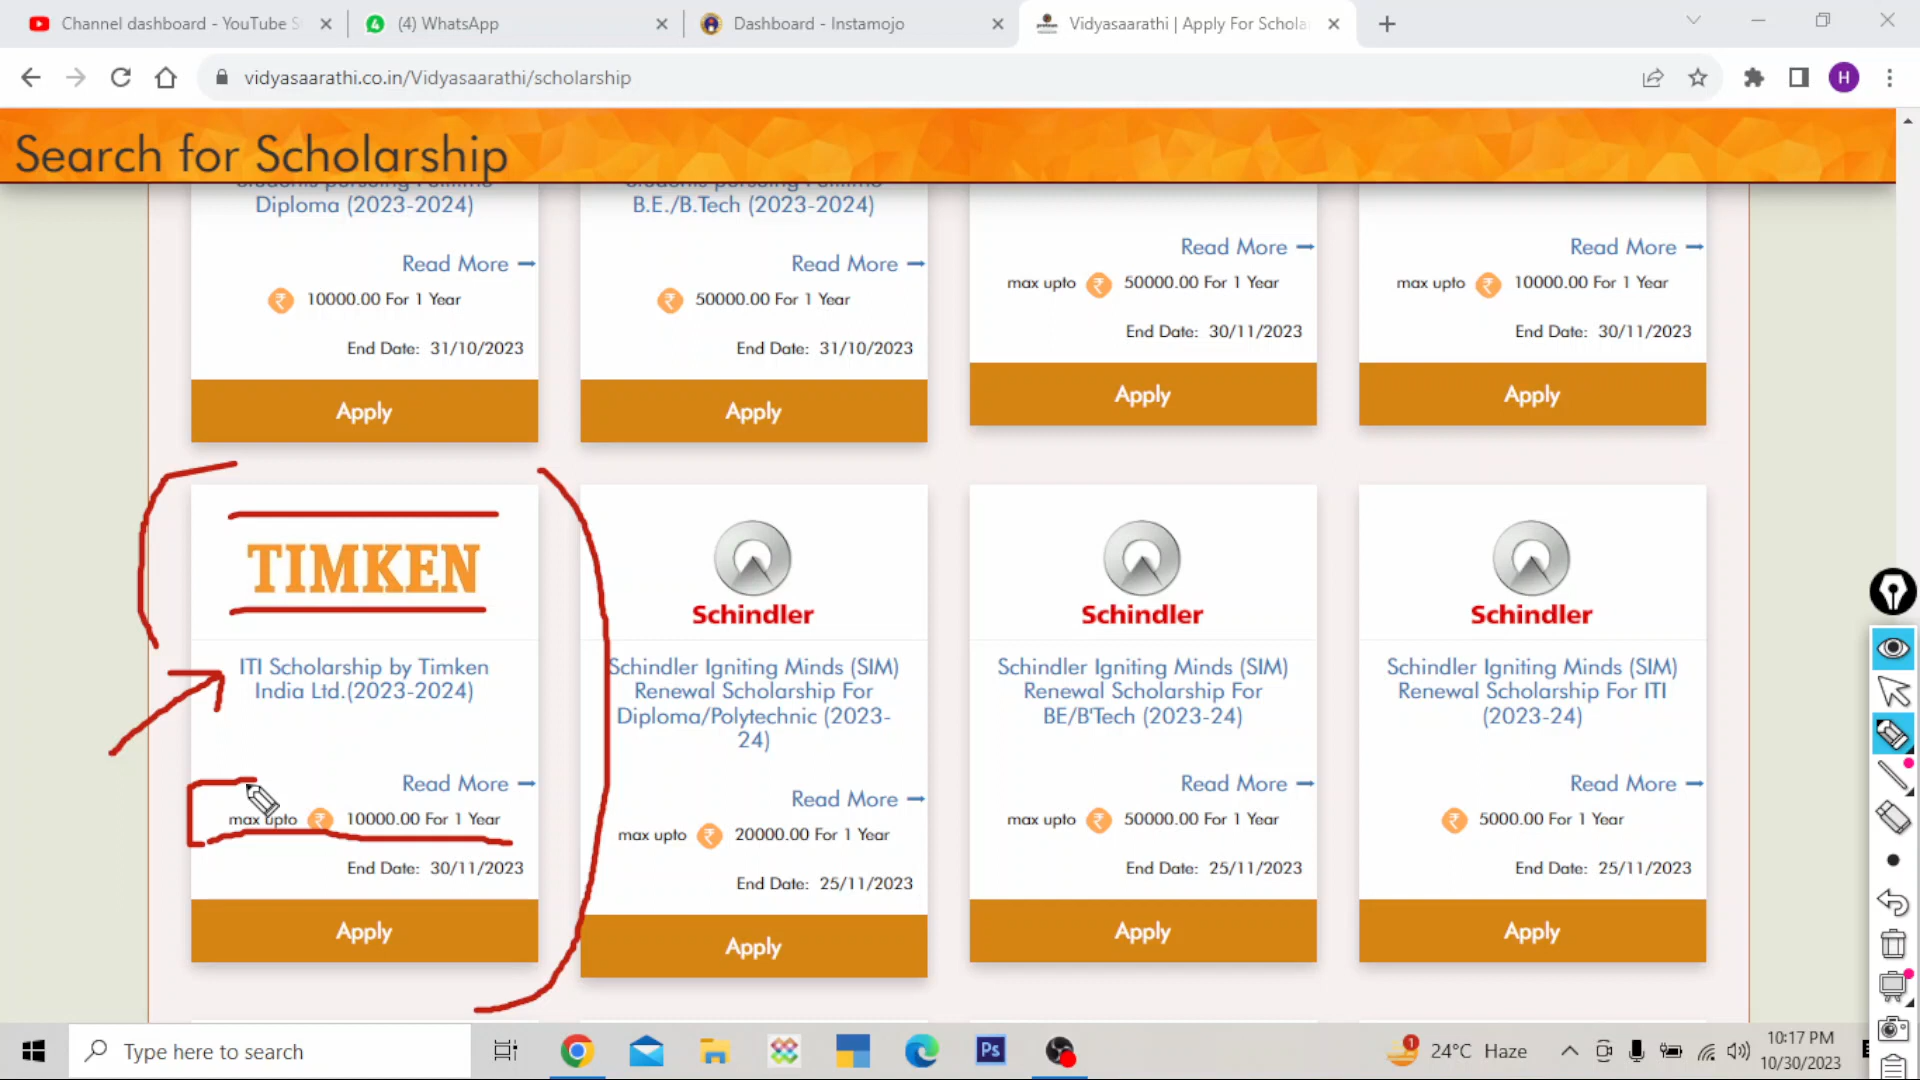 Channel dashboard - YouTube S
(4) WhatsApp
Dashboard - Instamojo
Vidyasaarathi | Apply For Schola
vidyasaarathi.co.in/Vidyasaarathi/scholarship
H
Search for Scholarship
Diploma (2023-2024)
Read More
₹ 10000.00 For 1 Year
End Date: 31/10/2023
Apply
B.E./B.Tech (2023-2024)
Read More
₹ 50000.00 For 1 Year
End Date: 31/10/2023
Apply
Read More
max upto ₹ 50000.00 For 1 Year
End Date: 30/11/2023
Apply
Read More
max upto ₹ 10000.00 For 1 Year
End Date: 30/11/2023
Apply
TIMKEN
ITI Scholarship by Timken
India Ltd.(2023-2024)
Read More
max upto ₹ 10000.00 For 1 Year
End Date: 30/11/2023
Apply
Schindler
Schindler Igniting Minds (SIM)
Renewal Scholarship For
Diploma/Polytechnic (2023-
24)
Read More
max upto ₹ 20000.00 For 1 Year
End Date: 25/11/2023
Apply
Schindler
Schindler Igniting Minds (SIM)
Renewal Scholarship For
BE/B'Tech (2023-24)
Read More
max upto ₹ 50000.00 For 1 Year
End Date: 25/11/2023
Apply
Schindler
Schindler Igniting Minds (SIM)
Renewal Scholarship For ITI
(2023-24)
Read More
₹ 5000.00 For 1 Year
End Date: 25/11/2023
Apply
Type here to search
Ps
1
24°C Haze
10:17 PM
10/30/2023